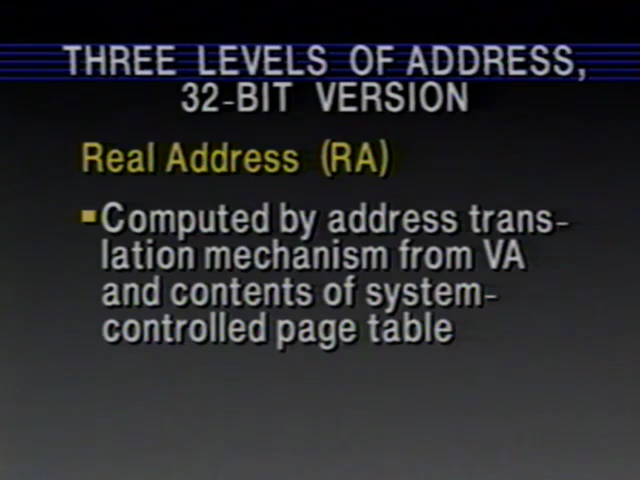 THREE LEVELS OF ADDRESS,
32-BIT VERSION
Real Address (RA)
▪Computed by address trans-
lation mechanism from VA
and contents of system-
controlled page table